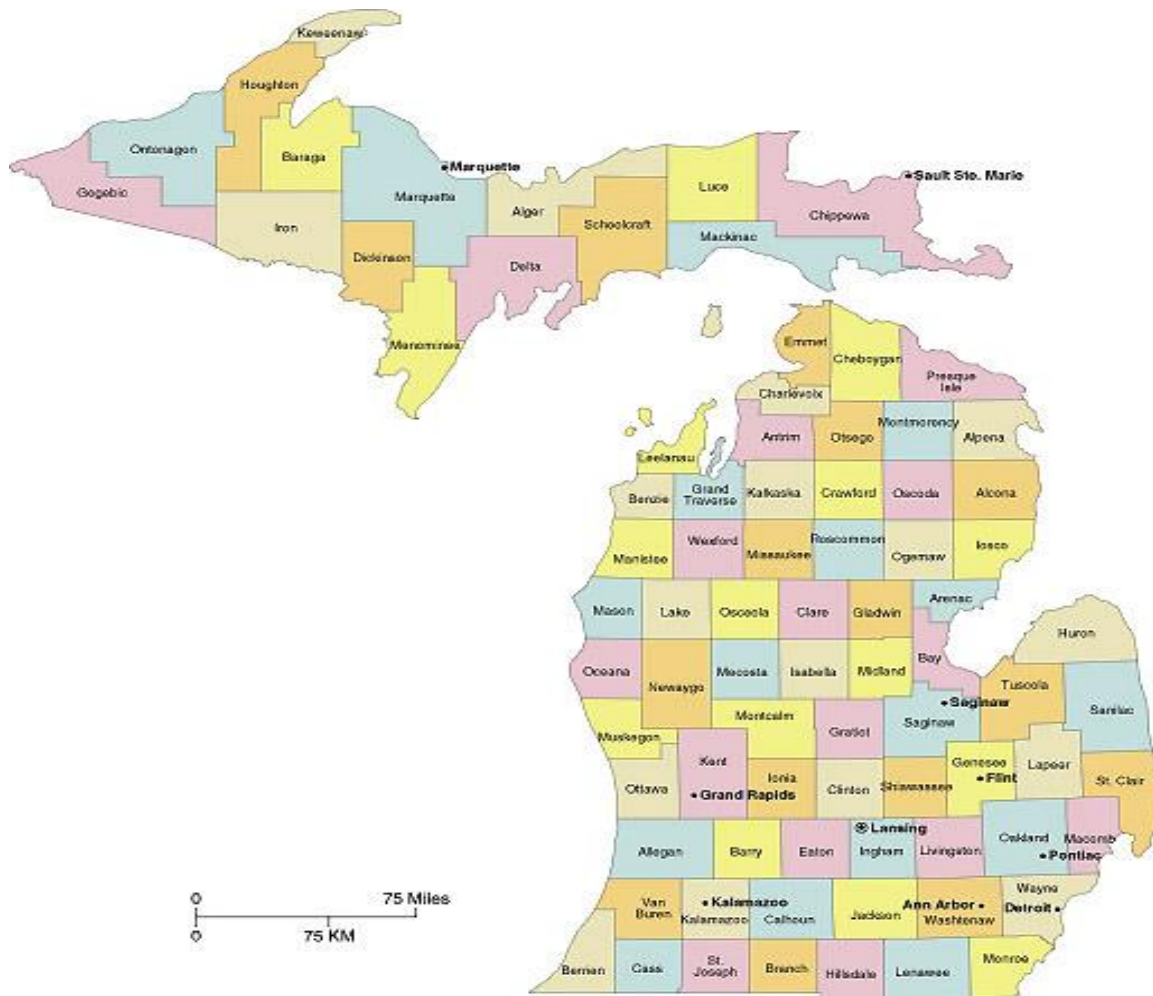 Keweenaw
Houghton
Ontonagon
Baraga
Marquette
Sault Ste. Marie
Gogebic
Marquette
Luce
Alger
Chippewa
Schoolcraft
Iron
Mackinac
Dickinson
Delta
Menominee
Emmet
Cheboygan
Presque
Isle
Charlevoix
Montmorency
Antrim
Otsego
Alpena
Leelanau
Grand
Traverse
Benzie
Kalkaska
Crawford
Oscoda
Alcona
Wexford
Roscommon
Manistee
Missaukee
Ogemaw
Iosco
Mason
Lake
Osceola
Clare
Gladwin
Arenac
Huron
Oceana
Newaygo
Mecosta
Isabella
Midland
Bay
Tuscola
Saginaw
Sanilac
Montcalm
Saginaw
Muskegon
Gratiot
Kent
Genesee
Lapeer
Ionia
Flint
St. Clair
Ottawa
Grand Rapids
Clinton
Shiawassee
Lansing
Oakland
Macomb
Allegan
Barry
Eaton
Ingham
Livingston
Pontiac
Wayne
0 75 Miles
0 75 KM
Van
Buren
Kalamazoo
Kalamazoo
Calhoun
Jackson
Ann Arbor
Washtenaw
Detroit
Berrien
Cass
St.
Joseph
Branch
Hillsdale
Lenawee
Monroe